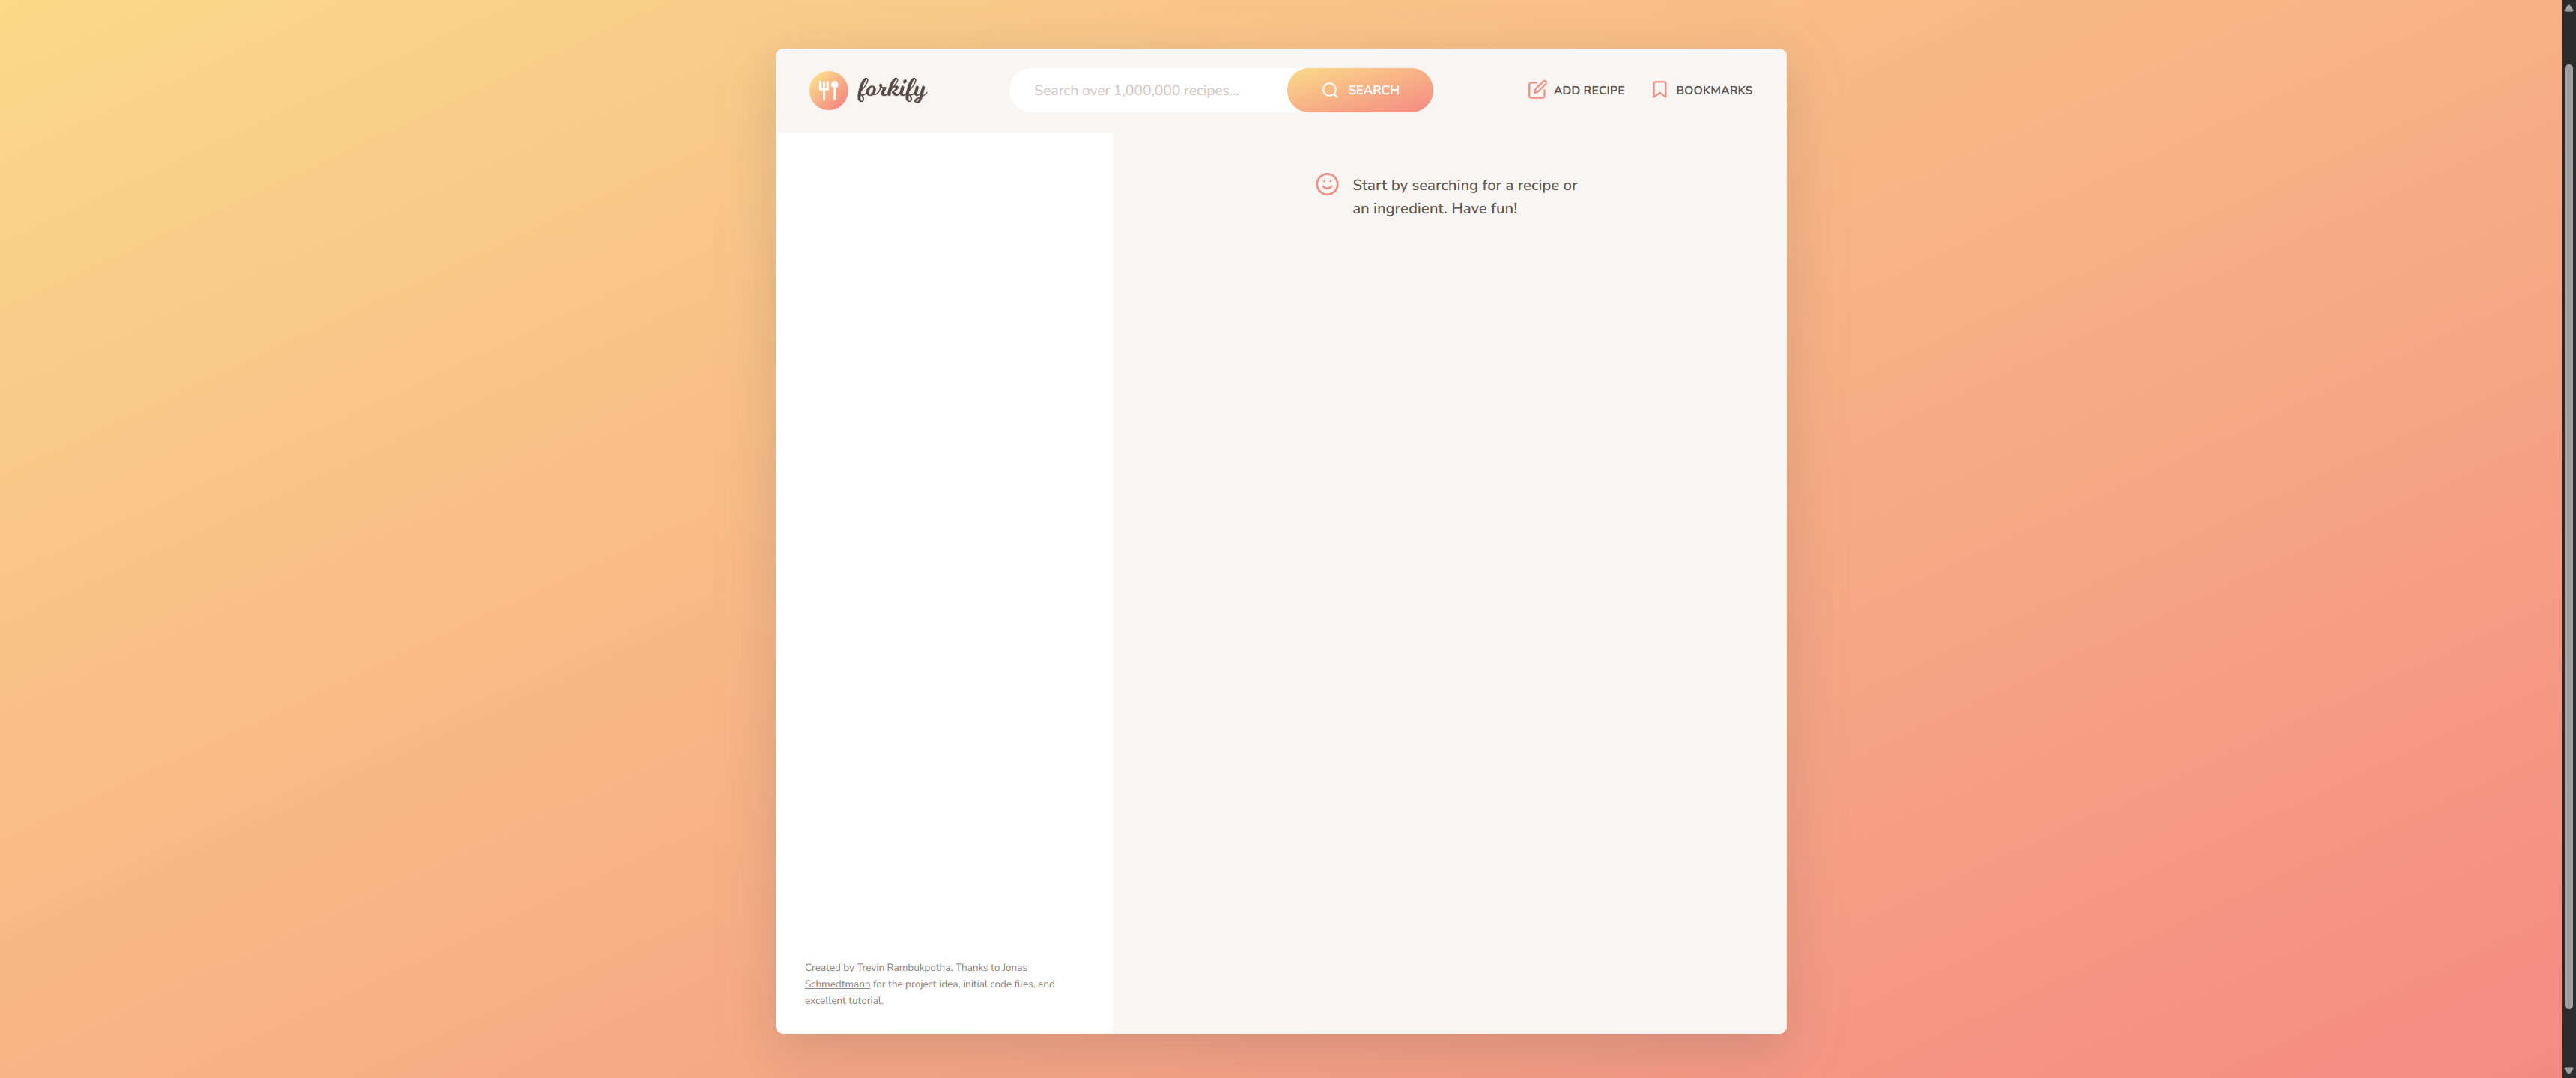 forkify
Search over 1,000,000 recipes...
SEARCH
ADD RECIPE
BOOKMARKS
Start by searching for a recipe or
an ingredient. Have fun!
Created by Trevin Rambukpotha. Thanks to Jonas
Schmedtmann for the project idea, initial code files, and
excellent tutorial.